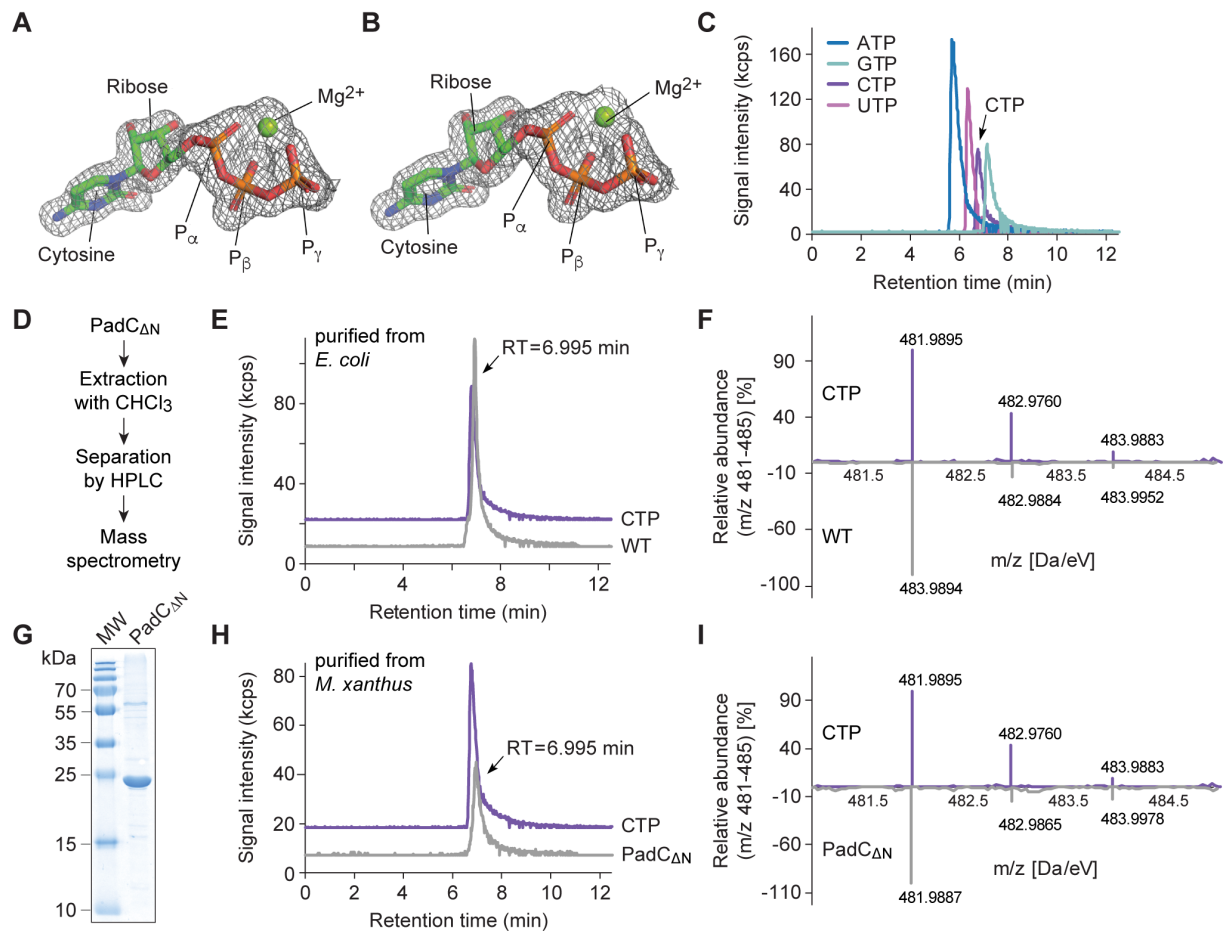 A
Ribose
Mg2+
Cytosine
Pα
Pβ
Pγ
B
Ribose
Mg2+
Cytosine
Pα
Pβ
Pγ
C
Signal intensity (kcps)
160
120
80
40
0
ATP
GTP
CTP
UTP
CTP
0 2 4 6 8 10 12
Retention time (min)
D
PadCΔN
Extraction
with CHCl3
Separation
by HPLC
Mass
spectrometry
E
purified from
E. coli
RT=6.995 min
Signal intensity (kcps)
80
40
0
CTP
WT
0 2 4 6 8 10 12
Retention time (min)
F
Relative abundance
(m/z 481-485) [%]
90
40
-10
-60
-100
CTP
WT
481.9895
482.9760
483.9883
481.5 482.5 483.5 484.5
482.9884
483.9952
483.9894
m/z [Da/eV]
G
MW
PadCΔN
kDa
70
55
35
25
15
10
H
purified from
M. xanthus
RT=6.995 min
Signal intensity (kcps)
80
60
40
20
0
CTP
PadCΔN
0 2 4 6 8 10 12
Retention time (min)
I
Relative abundance
(m/z 481-485) [%]
90
40
-10
-60
-110
CTP
PadCΔN
481.9895
482.9760
483.9883
481.5 482.5 483.5 484.5
482.9865
483.9978
481.9887
m/z [Da/eV]